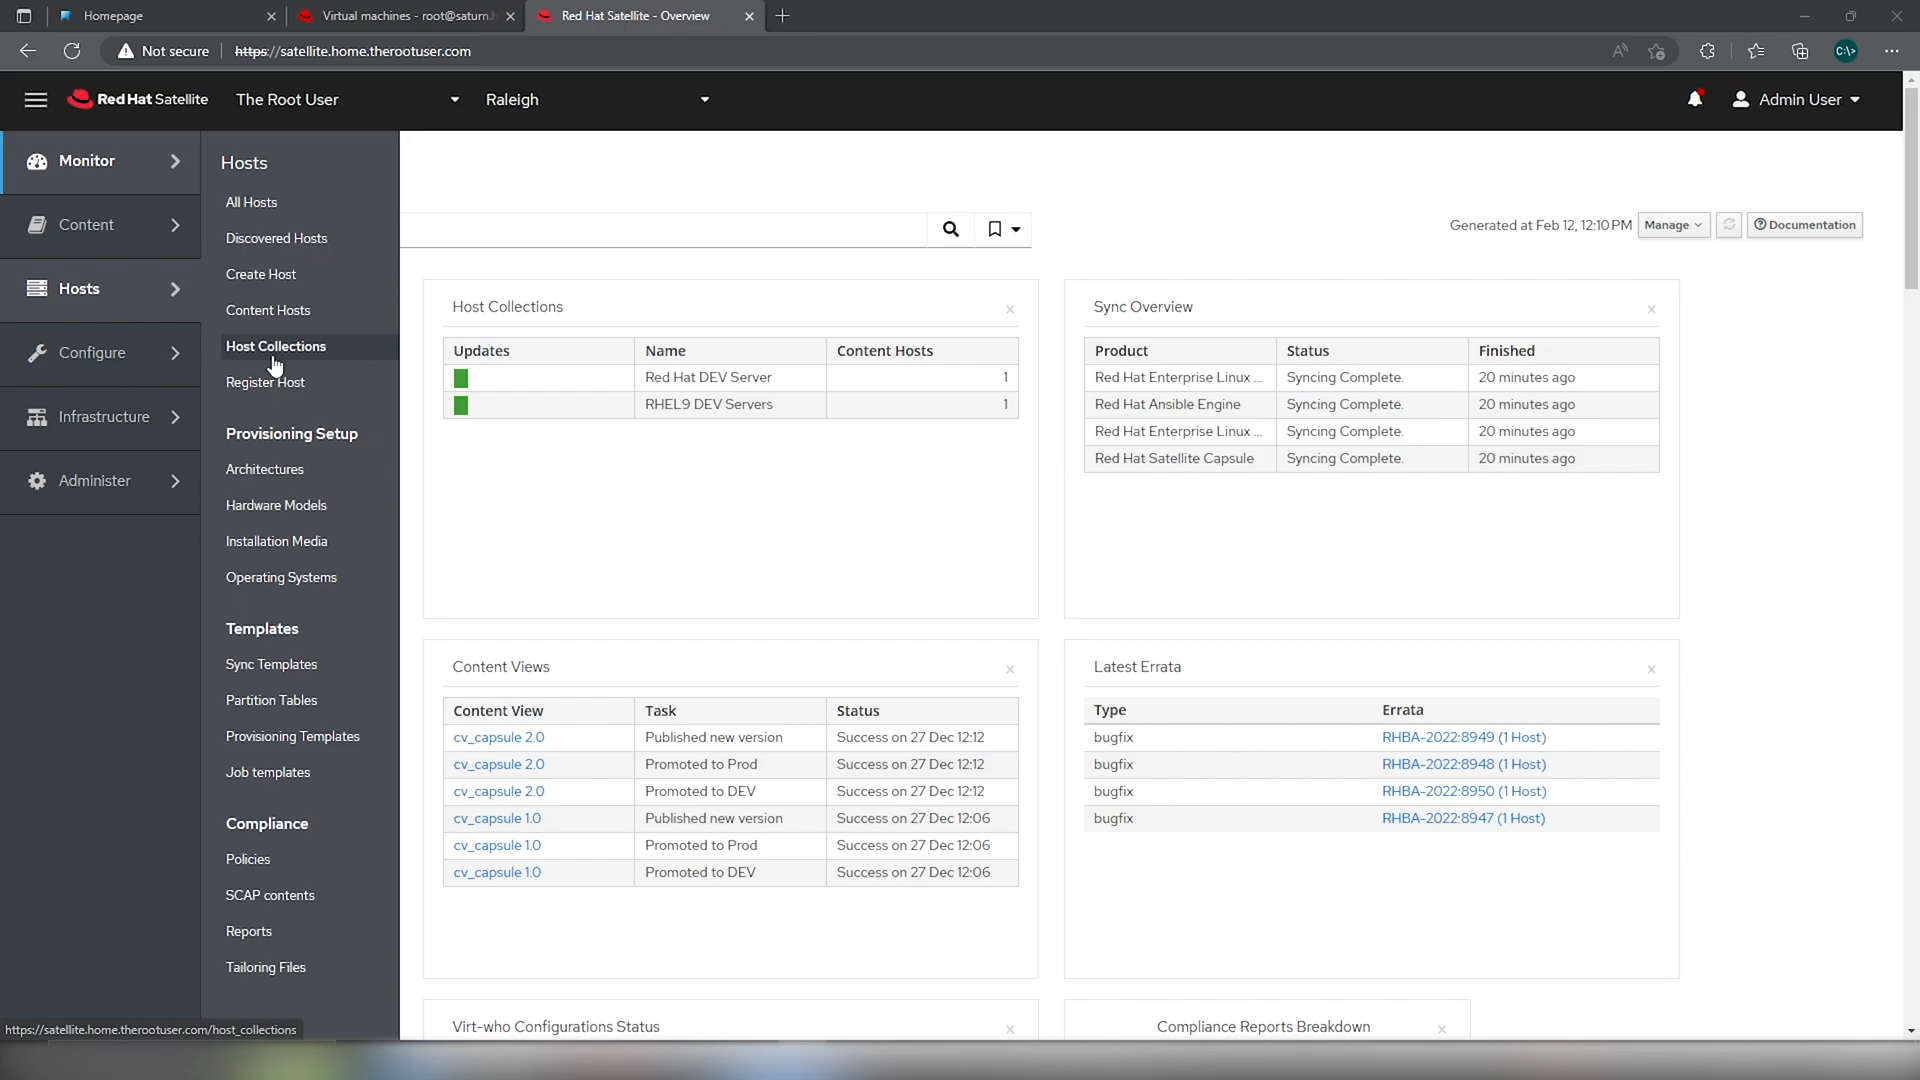 Homepage
Virtual machines - root@saturn.h
Red Hat Satellite - Overview
Not secure
https://satellite.home.therootuser.com
Red Hat Satellite
The Root User
Raleigh
Admin User
Monitor
Content
Hosts
Configure
Infrastructure
Administer
Hosts
All Hosts
Discovered Hosts
Create Host
Content Hosts
Host Collections
Register Host
Provisioning Setup
Architectures
Hardware Models
Installation Media
Operating Systems
Templates
Sync Templates
Partition Tables
Provisioning Templates
Job templates
Compliance
Policies
SCAP contents
Reports
Tailoring Files
Generated at Feb 12, 12:10 PM
Manage
Documentation
Host Collections
Updates Name Content Hosts
Red Hat DEV Server 1
RHEL9 DEV Servers 1
Sync Overview
Product Status Finished
Red Hat Enterprise Linux ... Syncing Complete. 20 minutes ago
Red Hat Ansible Engine Syncing Complete. 20 minutes ago
Red Hat Enterprise Linux ... Syncing Complete. 20 minutes ago
Red Hat Satellite Capsule Syncing Complete. 20 minutes ago
Content Views
Content View Task Status
cv_capsule 2.0 Published new version Success on 27 Dec 12:12
cv_capsule 2.0 Promoted to Prod Success on 27 Dec 12:12
cv_capsule 2.0 Promoted to DEV Success on 27 Dec 12:12
cv_capsule 1.0 Published new version Success on 27 Dec 12:06
cv_capsule 1.0 Promoted to Prod Success on 27 Dec 12:06
cv_capsule 1.0 Promoted to DEV Success on 27 Dec 12:06
Latest Errata
Type Errata
bugfix RHBA-2022:8949 (1 Host)
bugfix RHBA-2022:8948 (1 Host)
bugfix RHBA-2022:8950 (1 Host)
bugfix RHBA-2022:8947 (1 Host)
Virt-who Configurations Status
Compliance Reports Breakdown
https://satellite.home.therootuser.com/host_collections
C:\>